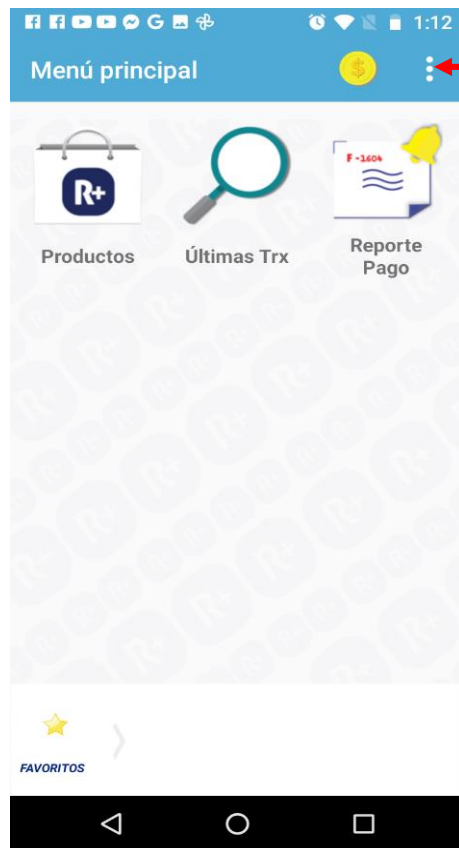 1:12
Menú principal
R+
F-1604
Productos
Últimas Trx
Reporte
Pago
FAVORITOS